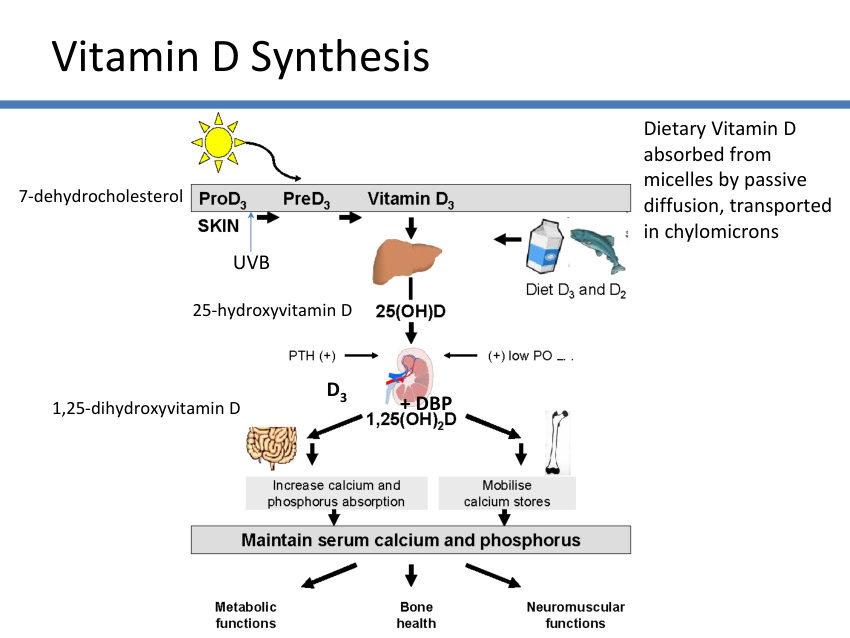 Vitamin D Synthesis
Dietary Vitamin D
absorbed from
micelles by passive
diffusion, transported
in chylomicrons
7-dehydrocholesterol
ProD3 PreD3 Vitamin D3
SKIN
UVB
Diet D3 and D2
25-hydroxyvitamin D
25(OH)D
PTH (+)
(+) low PO
D3
+ DBP
1,25-dihydroxyvitamin D
1,25(OH)2D
Increase calcium and
phosphorus absorption
Mobilise
calcium stores
Maintain serum calcium and phosphorus
Metabolic
functions
Bone
health
Neuromuscular
functions